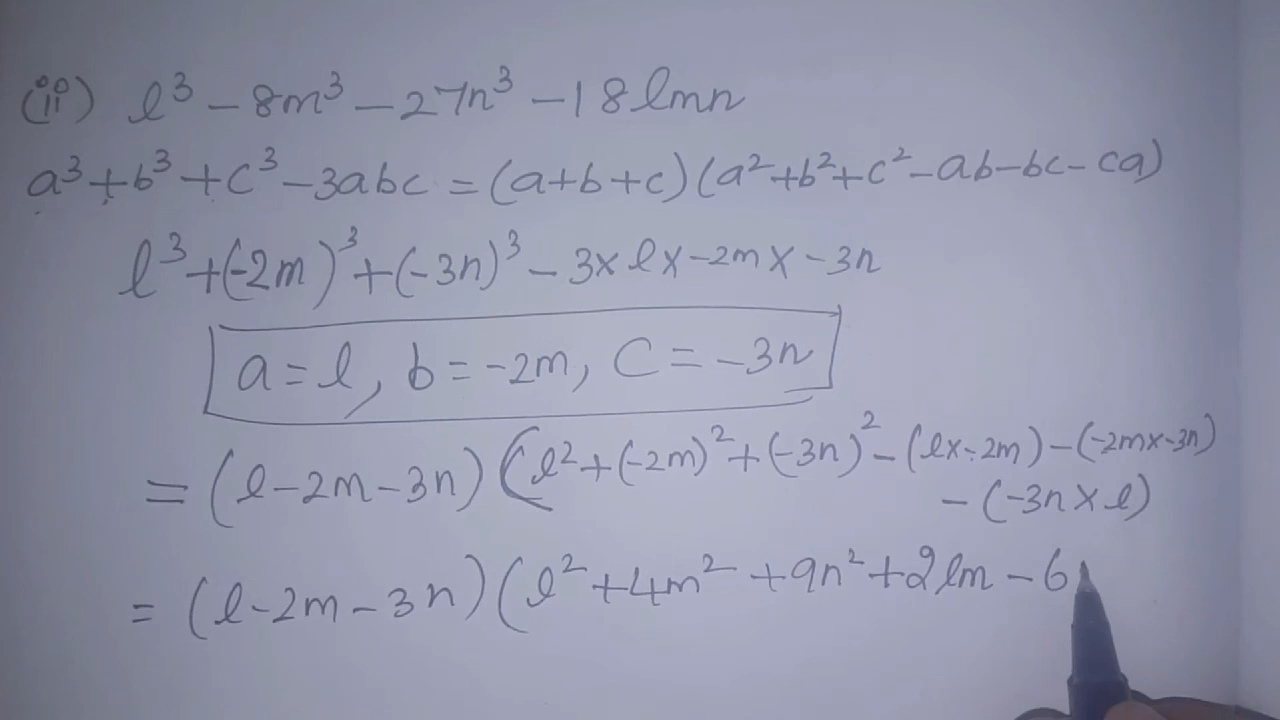 (ii) l³ - 8m³ - 27n³ - 18lmn
a³ + b³ + c³ - 3abc = (a+b+c)(a²+b²+c²-ab-bc-ca)
l³ + (-2m)³ + (-3n)³ - 3×l×-2m×-3n
a = l, b = -2m, C = -3n
= (l-2m-3n) (l²+(-2m)²+(-3n)²-(l×-2m)-(-2m×-3n)
- (-3n×l)
= (l-2m-3n)(l²+4m²+9n²+2lm-6